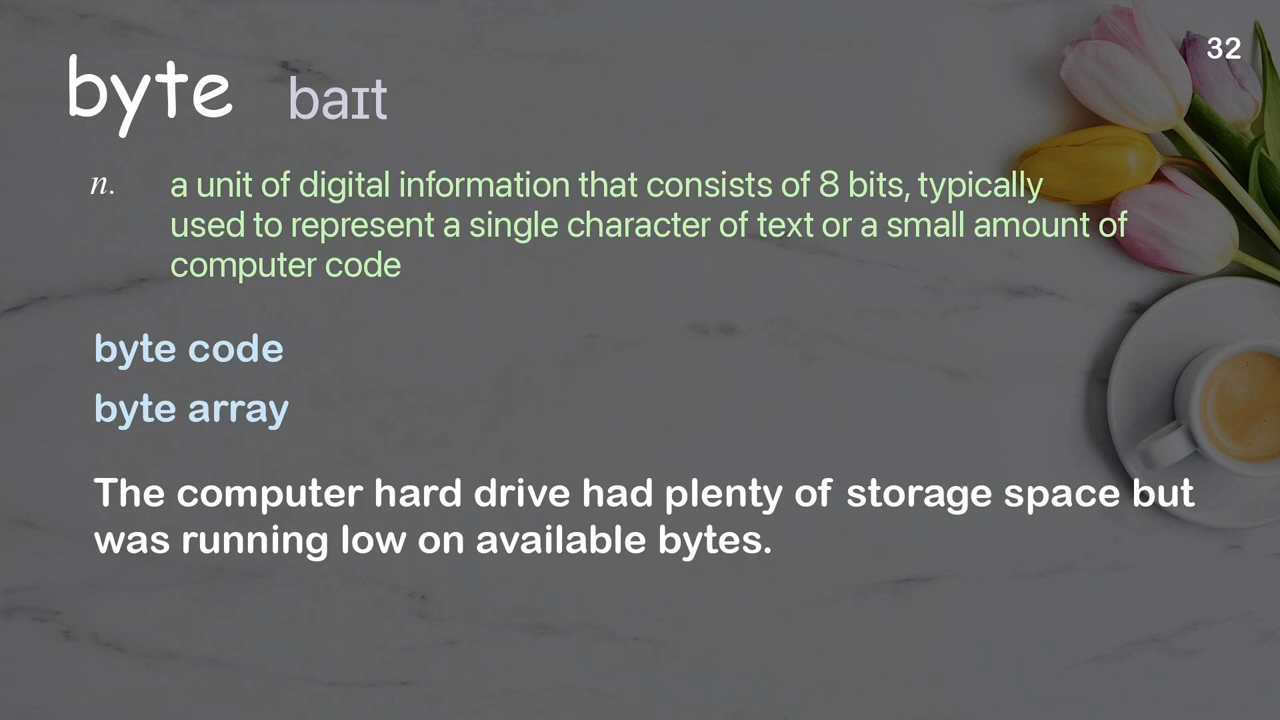 32
byte baɪt
n. a unit of digital information that consists of 8 bits, typically
used to represent a single character of text or a small amount of
computer code
byte code
byte array
The computer hard drive had plenty of storage space but
was running low on available bytes.